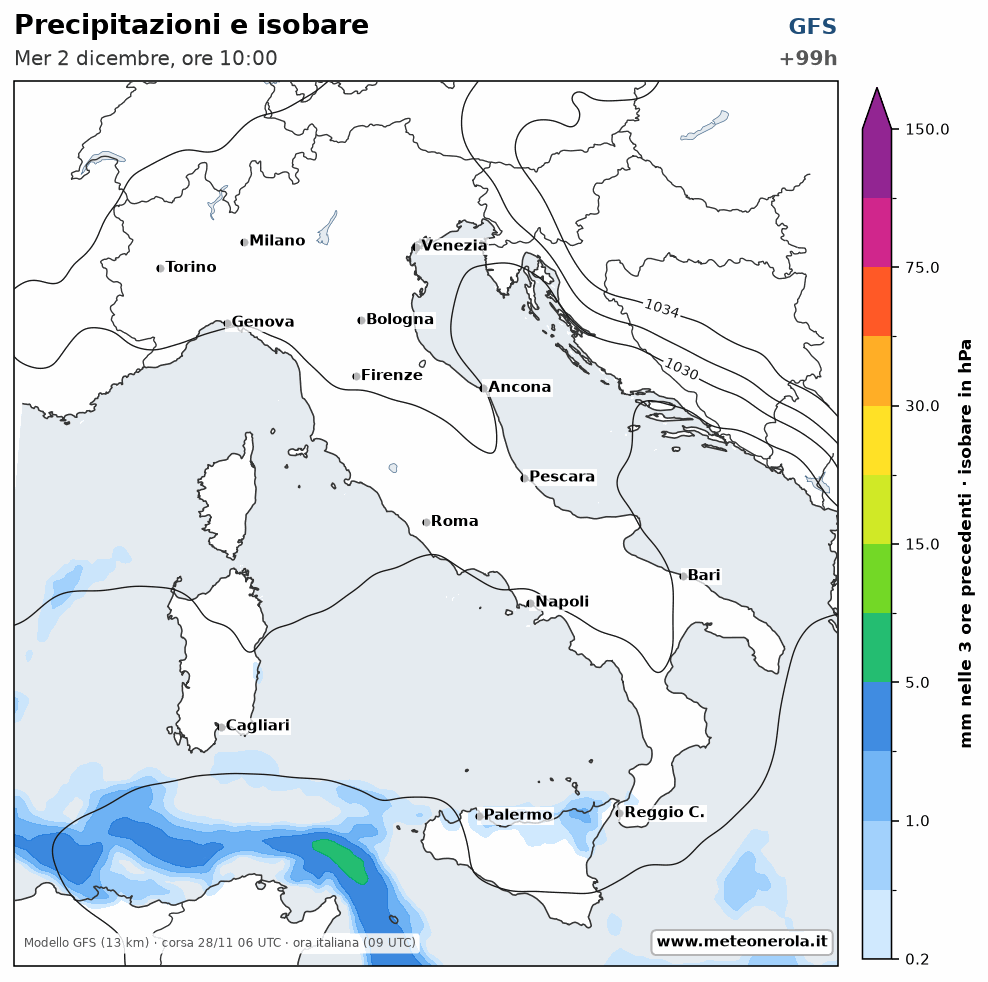 Precipitazioni e isobare
GFS
Mer 2 dicembre, ore 10:00
+99h
150.0
75.0
30.0
15.0
5.0
1.0
0.2
mm nelle 3 ore precedenti · isobare in hPa
Milano
Venezia
Torino
1034
Genova
Bologna
1030
Firenze
Ancona
Pescara
Roma
Bari
Napoli
Cagliari
Palermo
Reggio C.
Modello GFS (13 km) · corsa 28/11 06 UTC · ora italiana (09 UTC)
www.meteonerola.it